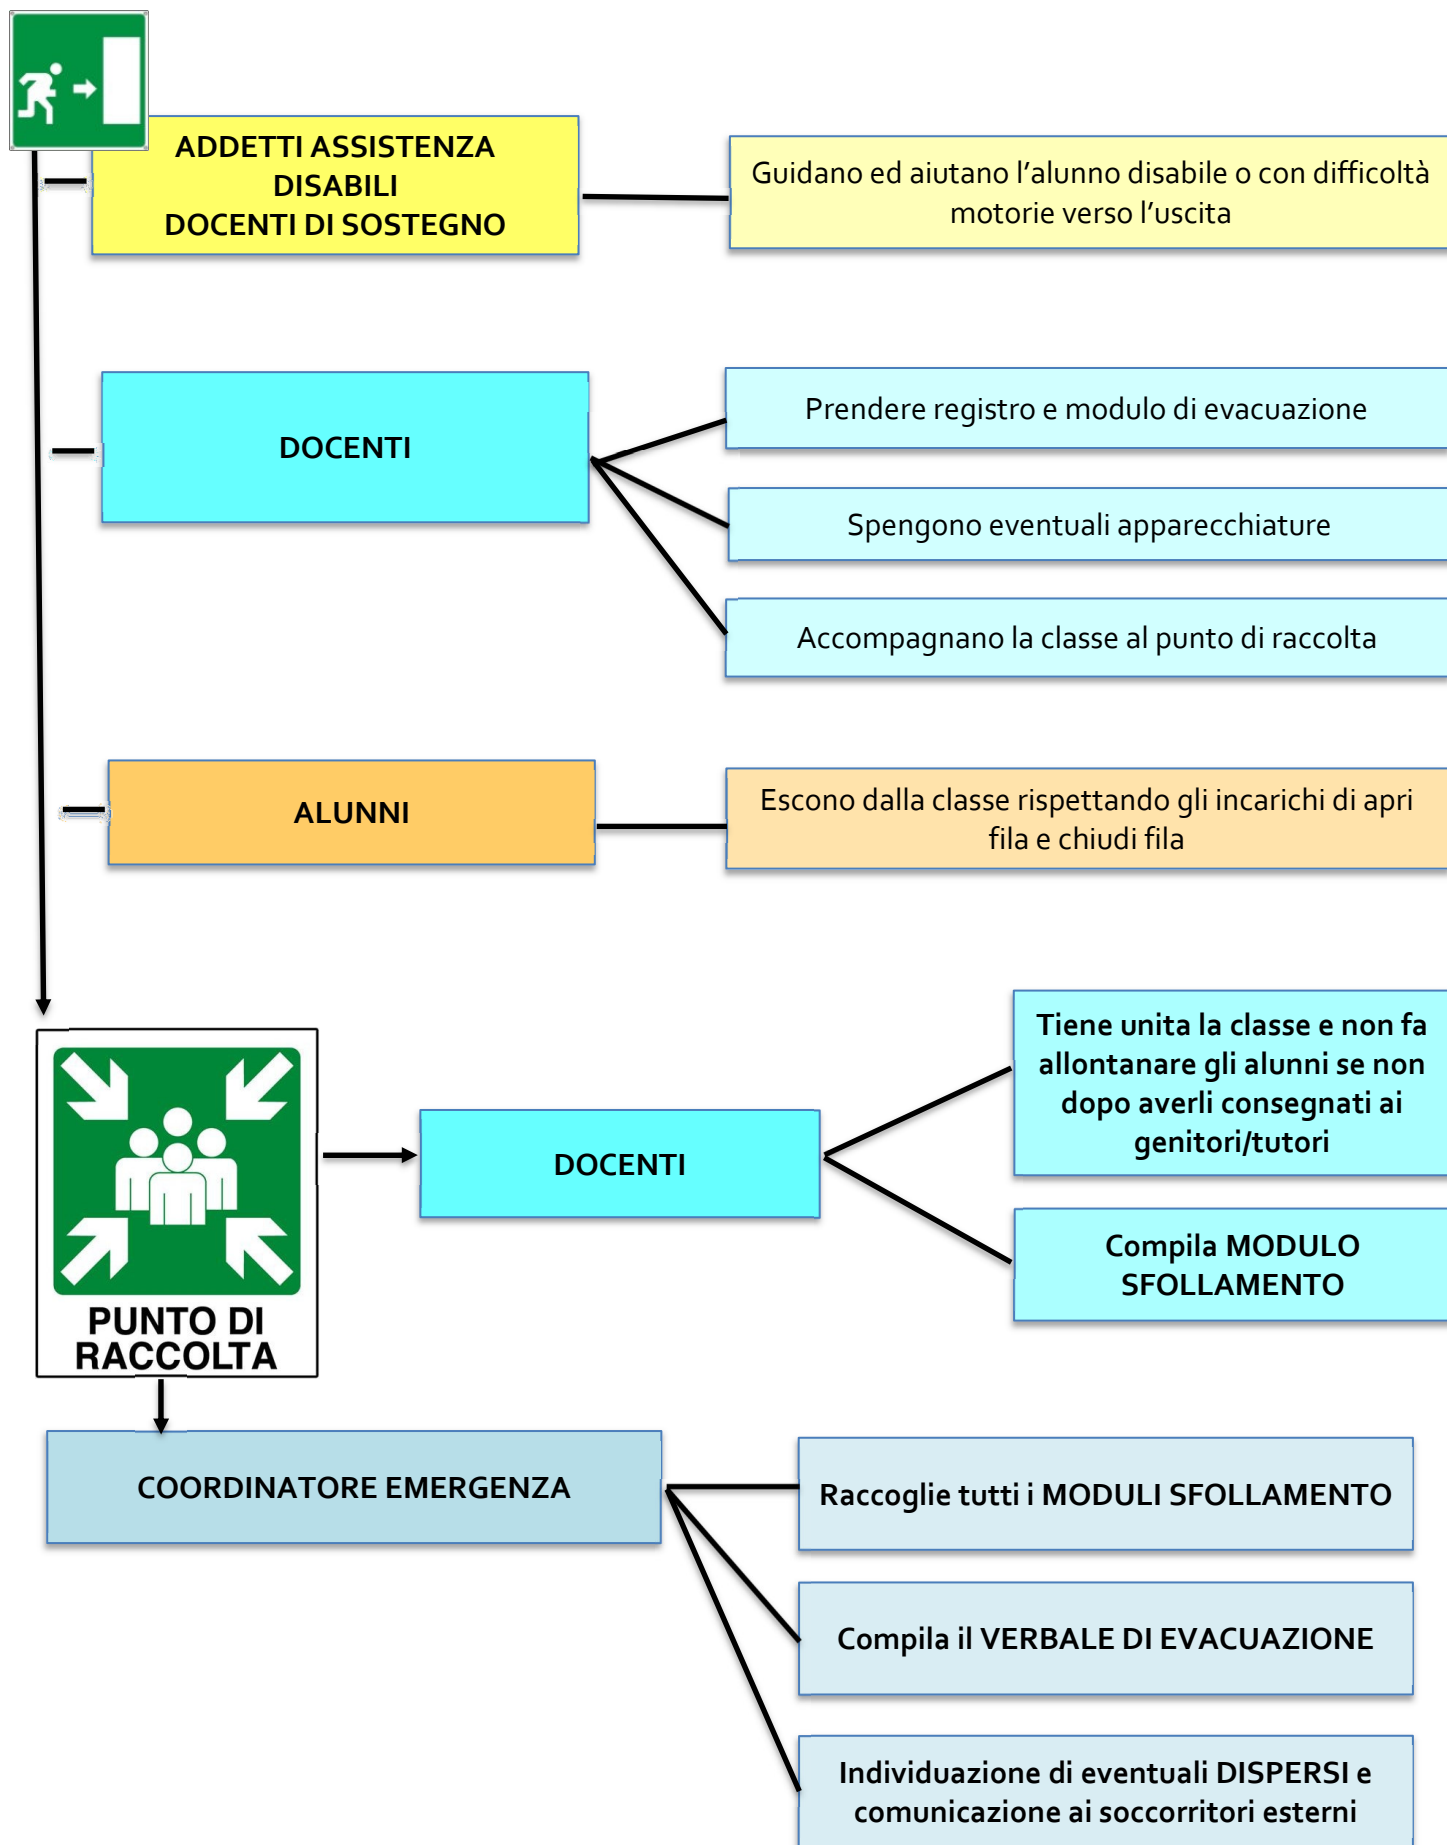 ADDETTI ASSISTENZA
DISABILI
DOCENTI DI SOSTEGNO
Guidano ed aiutano l’alunno disabile o con difficoltà
motorie verso l’uscita
DOCENTI
Prendere registro e modulo di evacuazione
Spengono eventuali apparecchiature
Accompagnano la classe al punto di raccolta
ALUNNI
Escono dalla classe rispettando gli incarichi di apri
fila e chiudi fila
PUNTO DI
RACCOLTA
DOCENTI
Tiene unita la classe e non fa
allontanare gli alunni se non
dopo averli consegnati ai
genitori/tutori
Compila MODULO
SFOLLAMENTO
COORDINATORE EMERGENZA
Raccoglie tutti i MODULI SFOLLAMENTO
Compila il VERBALE DI EVACUAZIONE
Individuazione di eventuali DISPERSI e
comunicazione ai soccorritori esterni